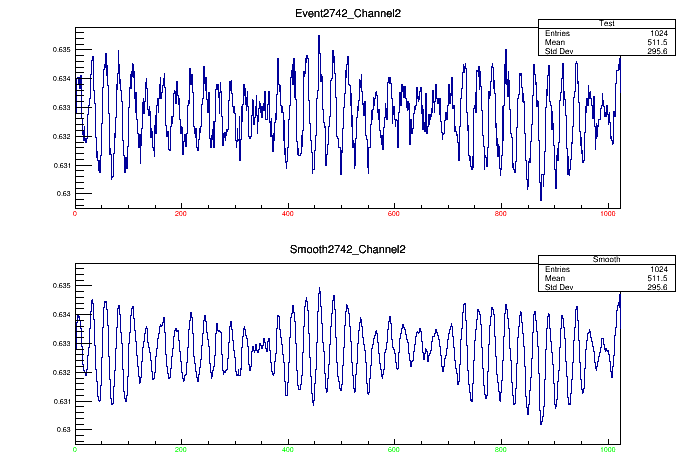 Event2742_Channel2
Test
Entries 1024
Mean 511.5
Std Dev 295.6
0.635
0.634
0.633
0.632
0.631
0.63
0 200 400 600 800 1000
Smooth2742_Channel2
Smooth
Entries 1024
Mean 511.5
Std Dev 295.6
0.635
0.634
0.633
0.632
0.631
0.63
0 200 400 600 800 1000